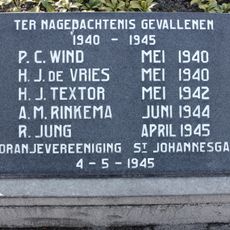 TER NAGEDACHTENIS GEVALLENEN
1940 - 1945
P.C. WIND MEI 1940
H.J. DE VRIES MEI 1940
H.J. TEXTOR MEI 1942
A.M. RINKEMA JUNI 1944
R. JUNG APRIL 1945
ORANJEVEREENIGING ST JOHANNESGA
4-5-1945